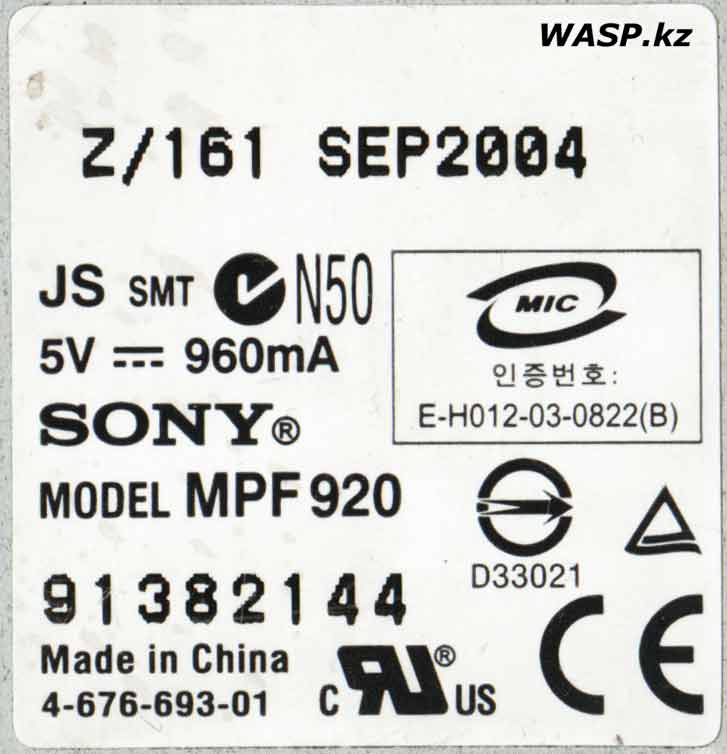 WASP.kz
Z/161 SEP2004
JS SMT N50
5V 960mA
MIC
인증번호:
E-H012-03-0822(B)
SONY®
MODEL MPF920
D33021
91382144
Made in China
4-676-693-01
C RU® US
CE